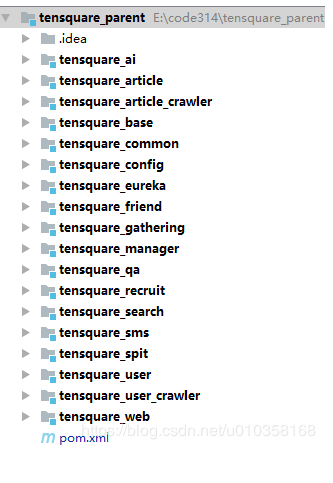 tensquare_parent E:\code314\tensquare_parent
.idea
tensquare_ai
tensquare_article
tensquare_article_crawler
tensquare_base
tensquare_common
tensquare_config
tensquare_eureka
tensquare_friend
tensquare_gathering
tensquare_manager
tensquare_qa
tensquare_recruit
tensquare_search
tensquare_sms
tensquare_spit
tensquare_user
tensquare_user_crawler
tensquare_web
https://blog.csdn.net/u010358168
pom.xml